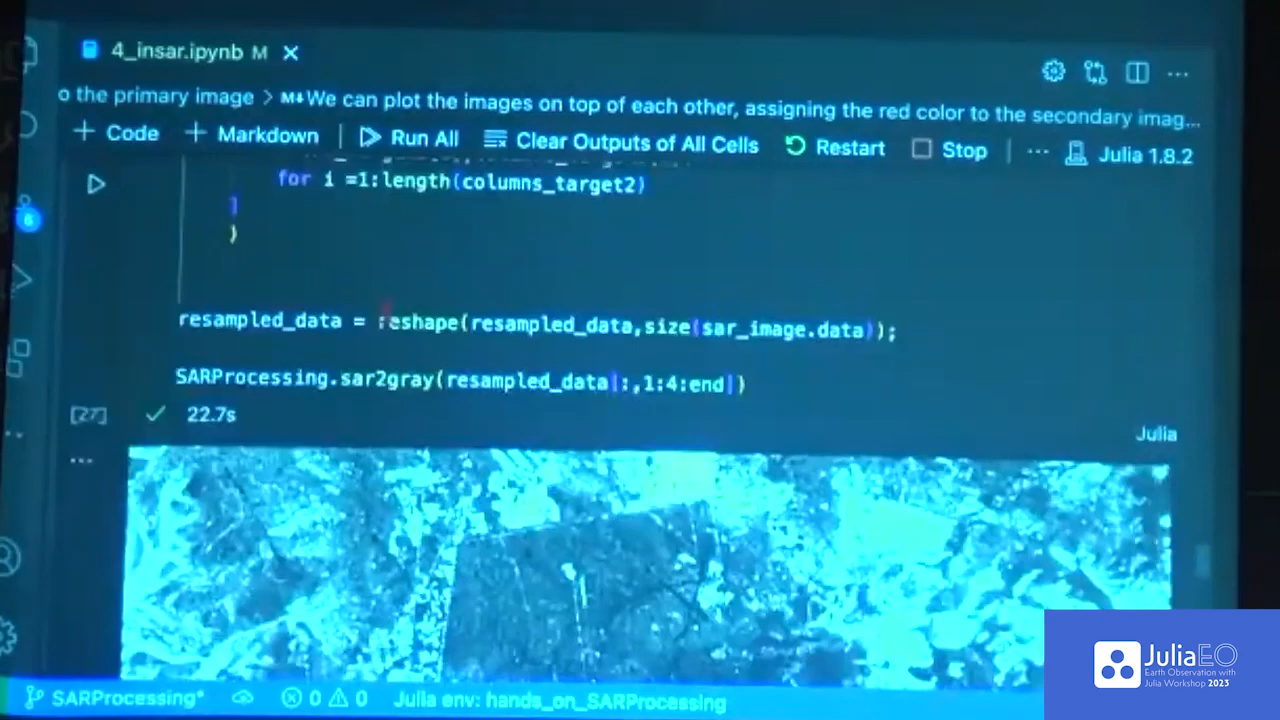 4_insar.ipynb M
o the primary image > M↓We can plot the images on top of each other, assigning the red color to the secondary imag...
+ Code + Markdown | Run All Clear Outputs of All Cells Restart Stop | ... Julia 1.8.2
for i =1:length(columns_target2)
]
)
resampled_data = reshape(resampled_data,size(sar_image.data));
SARProcessing.sar2gray(resampled_data[:,1:4:end])
[27] ✓ 22.7s
Julia
...
6
SARProcessing* 0 0 Julia env: hands_on_SARProcessing
JuliaEO
Earth Observation with
Julia Workshop 2023